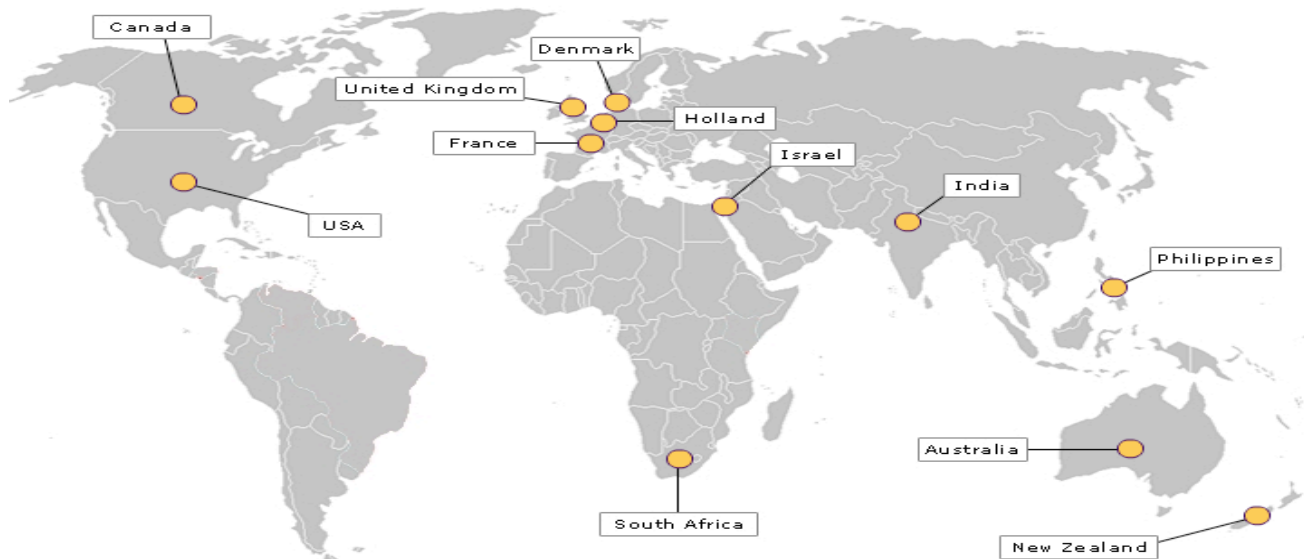 Canada
Denmark
United Kingdom
Holland
France
Israel
India
USA
Philippines
Australia
South Africa
New Zealand